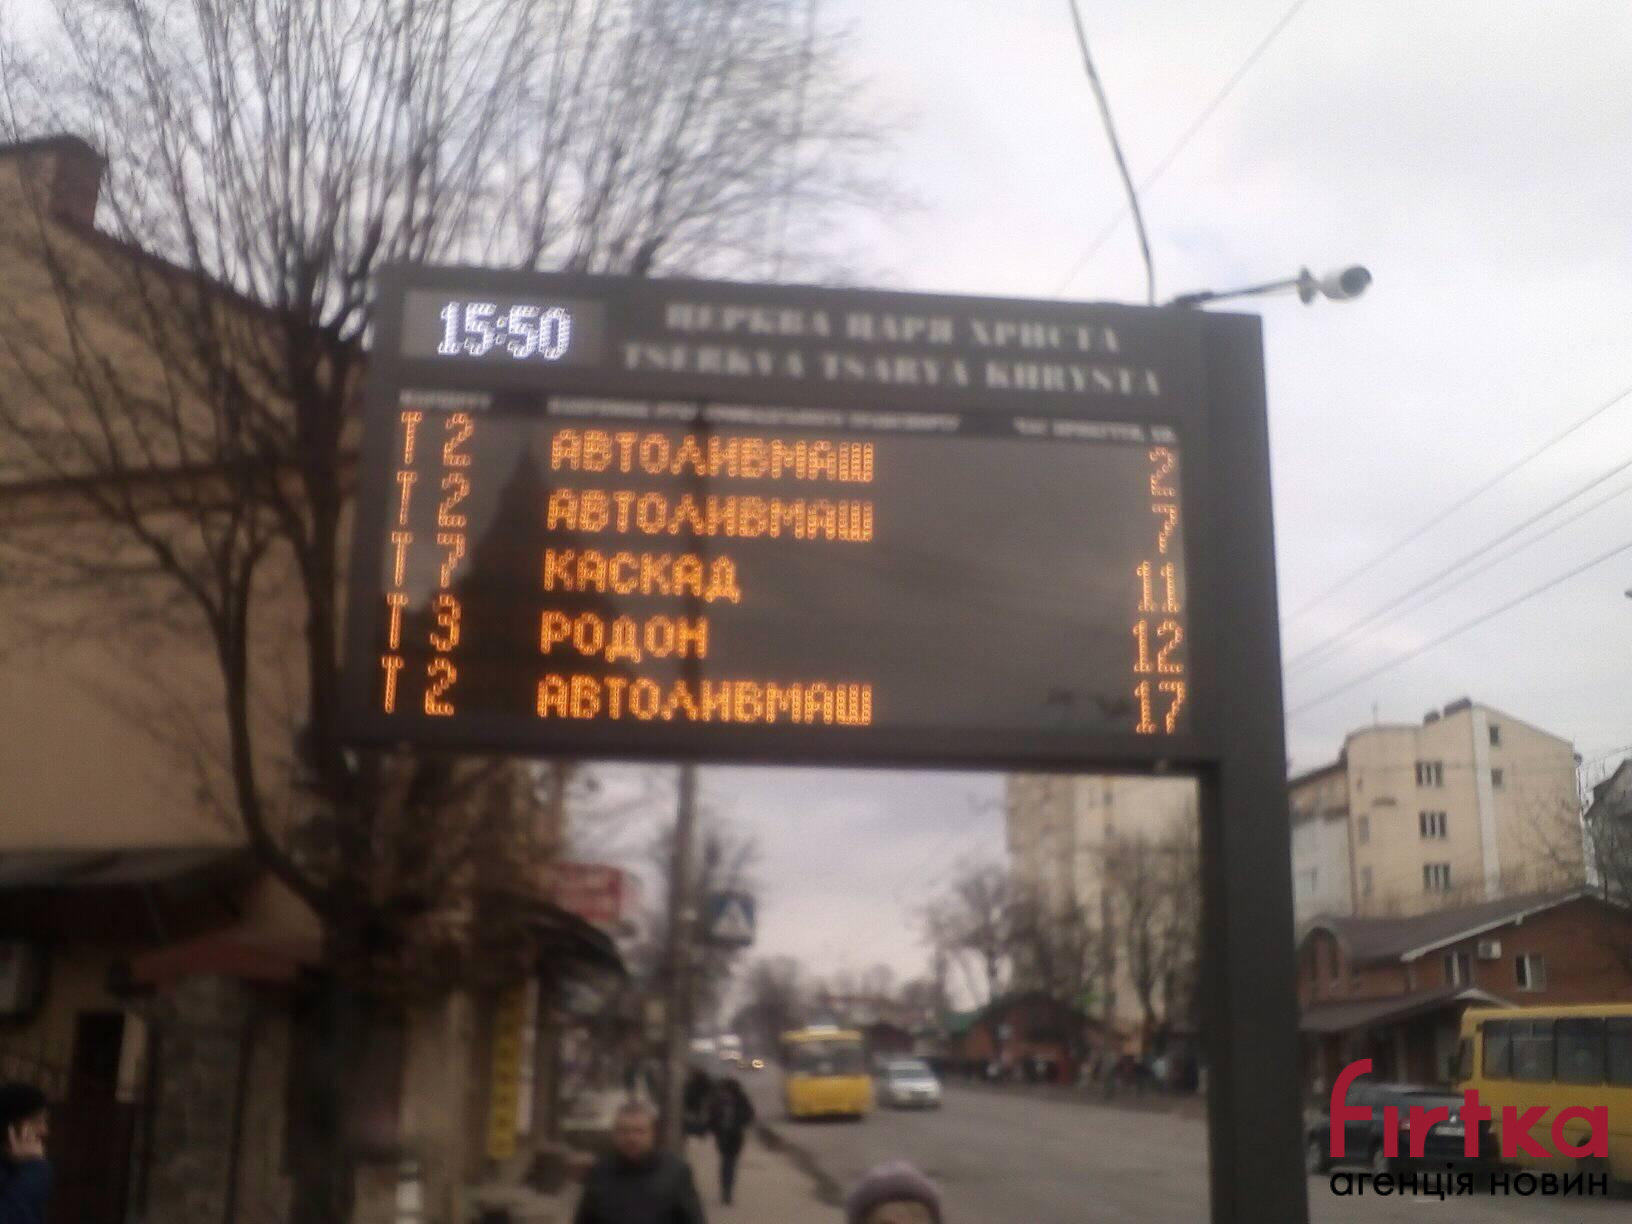 15:50
ЦЕРКВА ЦАРЯ ХРИСТА
TSERKVA TSARYA KHRYSTA
Т 2 АВТОЛИВМАШ 2
Т 2 АВТОЛИВМАШ 7
Т 7 КАСКАД 11
Т 3 РОДОН 12
Т 2 АВТОЛИВМАШ 17
fırtka
агенція новин